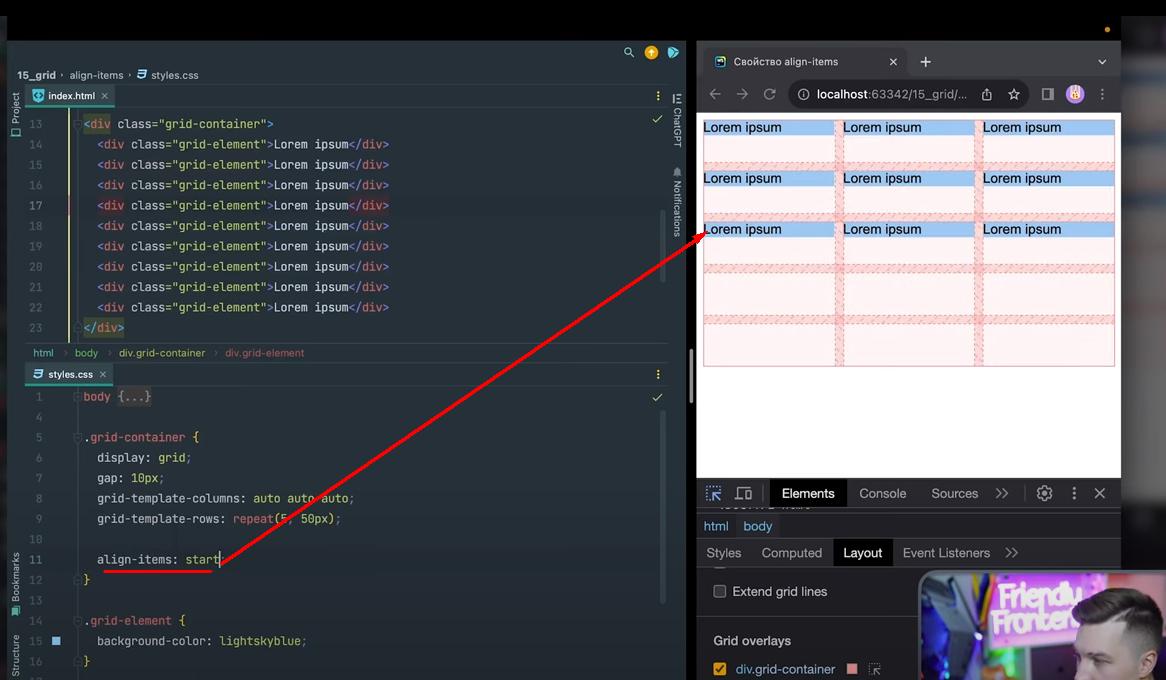 15_grid › align-items › styles.css
Project
index.html
13 <div class="grid-container">
14 <div class="grid-element">Lorem ipsum</div>
15 <div class="grid-element">Lorem ipsum</div>
16 <div class="grid-element">Lorem ipsum</div>
17 <div class="grid-element">Lorem ipsum</div>
18 <div class="grid-element">Lorem ipsum</div>
19 <div class="grid-element">Lorem ipsum</div>
20 <div class="grid-element">Lorem ipsum</div>
21 <div class="grid-element">Lorem ipsum</div>
22 <div class="grid-element">Lorem ipsum</div>
23 </div>
html › body › div.grid-container › div.grid-element
ChatGPT
Notifications
styles.css
1 body {...}
4
5 .grid-container {
6 display: grid;
7 gap: 10px;
8 grid-template-columns: auto auto auto;
9 grid-template-rows: repeat(5, 50px);
10
11 align-items: start;
12 }
13
14 .grid-element {
15 background-color: lightskyblue;
16 }
Bookmarks
Structure
Свойство align-items
localhost:63342/15_grid/...
Lorem ipsum Lorem ipsum Lorem ipsum
Lorem ipsum Lorem ipsum Lorem ipsum
Lorem ipsum Lorem ipsum Lorem ipsum
Elements Console Sources
html body
Styles Computed Layout Event Listeners
Extend grid lines
Grid overlays
div.grid-container
Friendly
Frontend